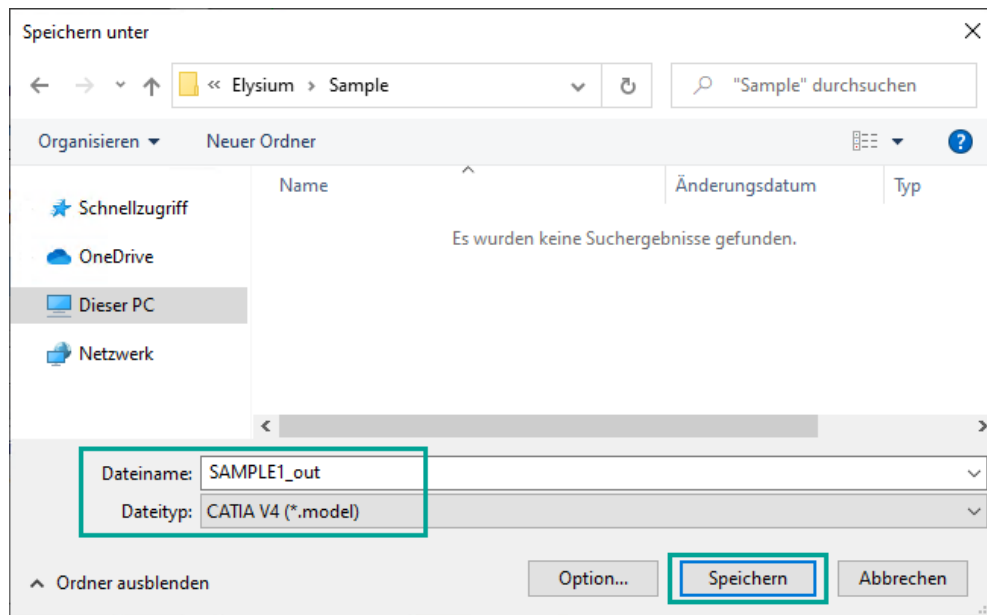 Speichern unter
« Elysium > Sample
"Sample" durchsuchen
Organisieren
Neuer Ordner
Name
Änderungsdatum
Typ
Schnellzugriff
OneDrive
Dieser PC
Netzwerk
Es wurden keine Suchergebnisse gefunden.
Dateiname: SAMPLE1_out
Dateityp: CATIA V4 (*.model)
Ordner ausblenden
Option...
Speichern
Abbrechen